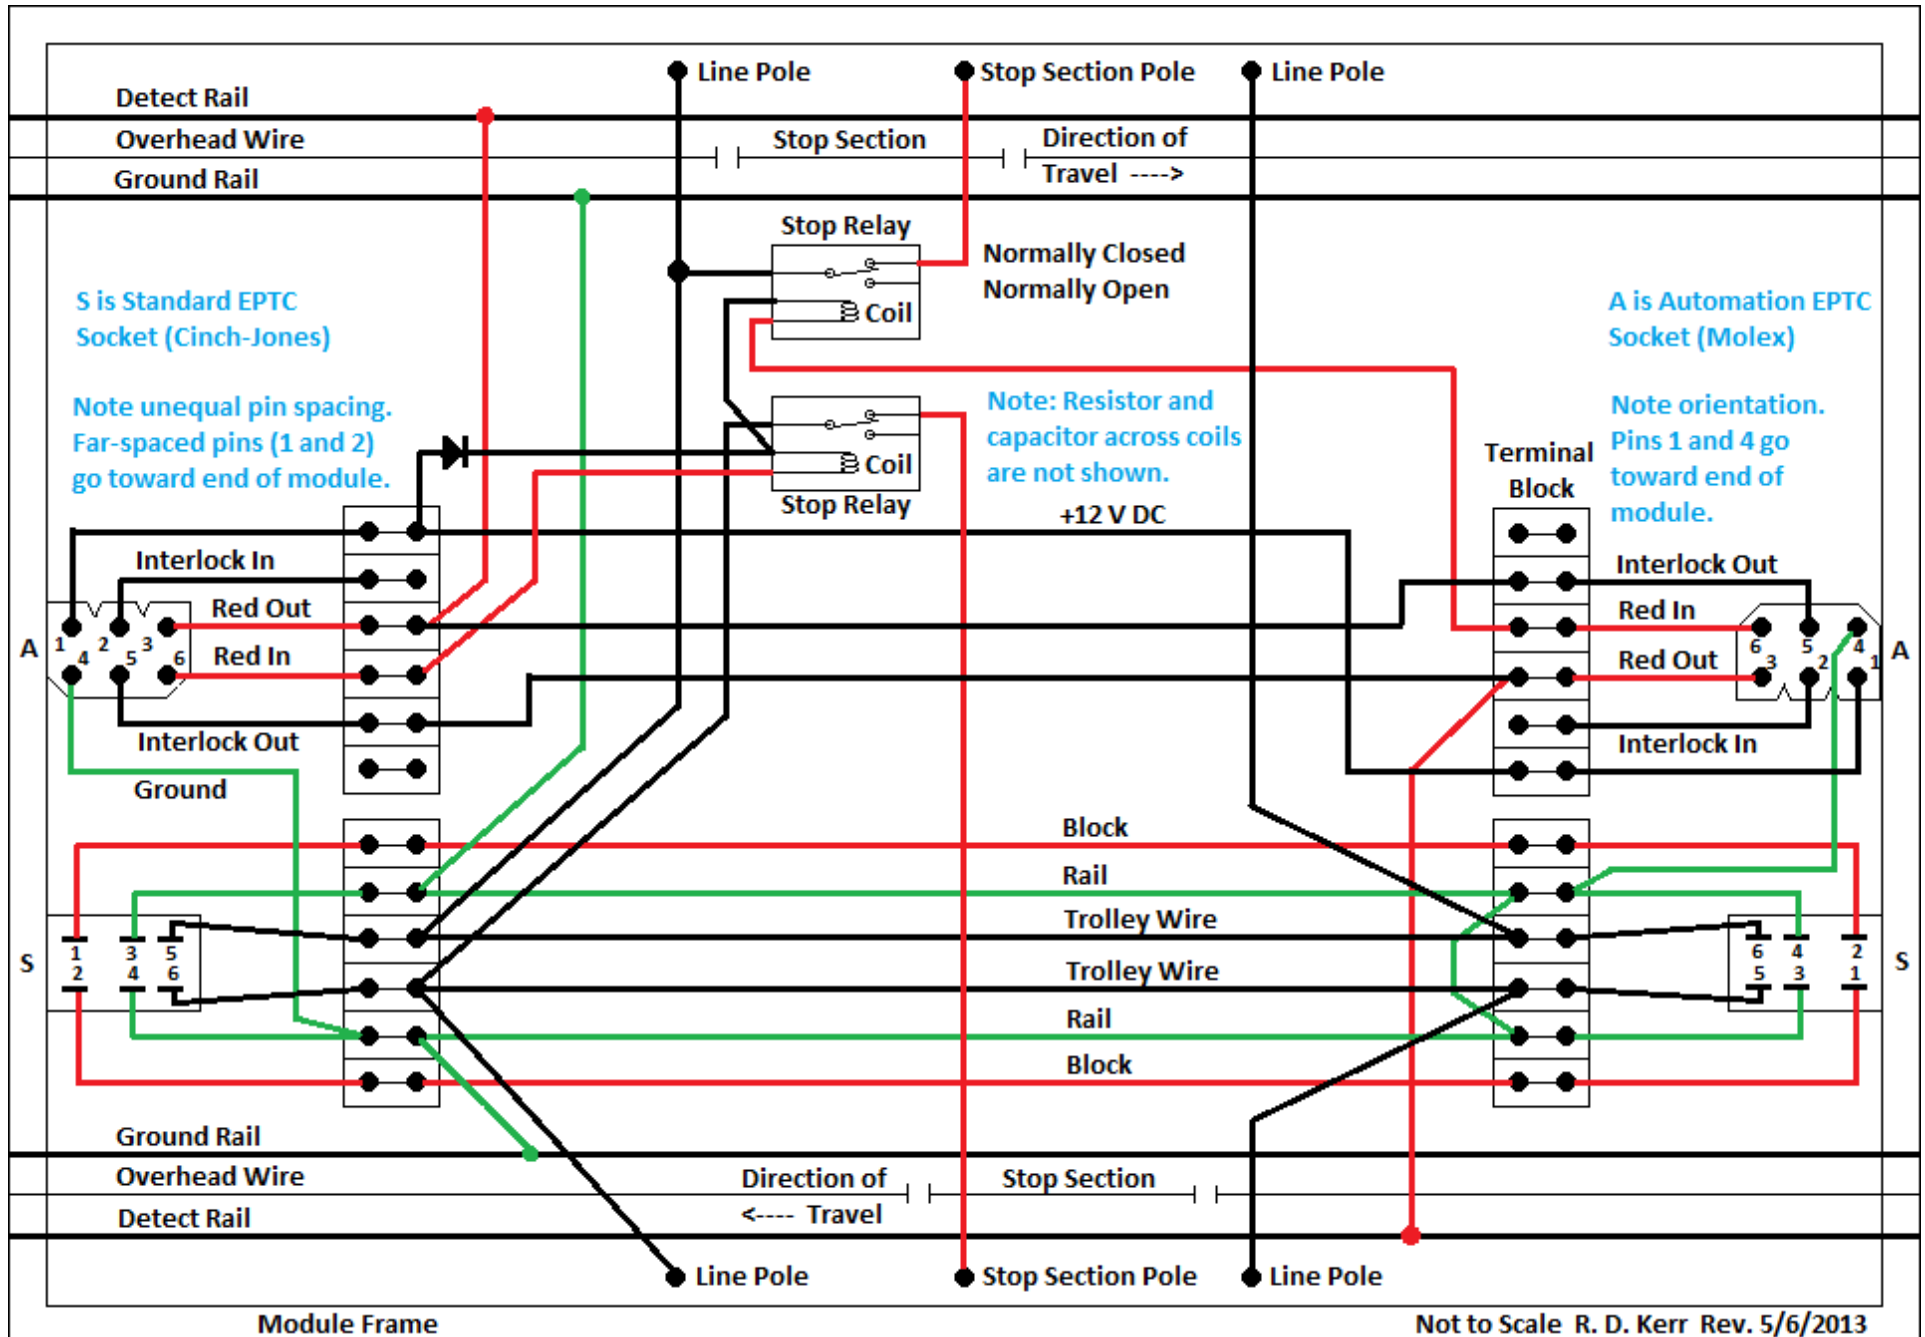 Line Pole
Stop Section Pole
Line Pole
Detect Rail
Overhead Wire
Stop Section
Direction of
Travel ---->
Ground Rail
Stop Relay
Normally Closed
Normally Open
Coil
S is Standard EPTC
Socket (Cinch-Jones)
Note unequal pin spacing.
Far-spaced pins (1 and 2)
go toward end of module.
A is Automation EPTC
Socket (Molex)
Note orientation.
Pins 1 and 4 go
toward end of
module.
Note: Resistor and
capacitor across coils
are not shown.
Coil
Stop Relay
Terminal
Block
+12 V DC
Interlock In
Red Out
Red In
Interlock Out
Ground
A
1 2 3
4 5 6
Interlock Out
Red In
Red Out
Interlock In
6 5 4
3 2 1
A
Block
Rail
Trolley Wire
Trolley Wire
Rail
Block
S
1 3 5
2 4 6
6 4 2
5 3 1
S
Ground Rail
Overhead Wire
Detect Rail
Direction of
<---- Travel
Stop Section
Line Pole
Stop Section Pole
Line Pole
Module Frame
Not to Scale R. D. Kerr Rev. 5/6/2013